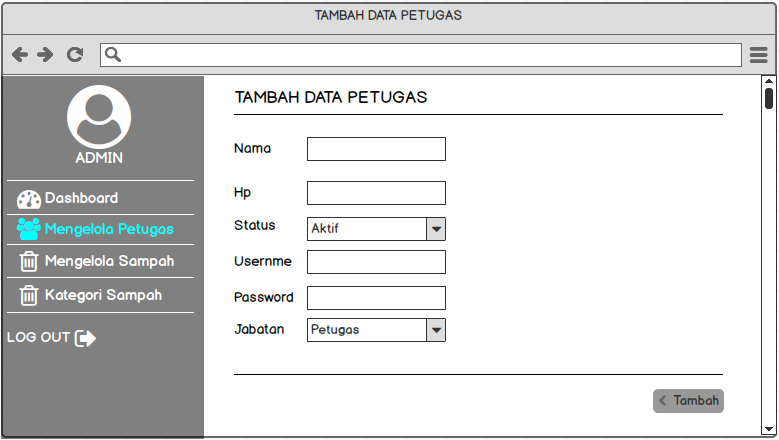 TAMBAH DATA PETUGAS
ADMIN
Dashboard
Mengelola Petugas
Mengelola Sampah
Kategori Sampah
LOG OUT
TAMBAH DATA PETUGAS
Nama
Hp
Status Aktif
Usernme
Password
Jabatan Petugas
Tambah